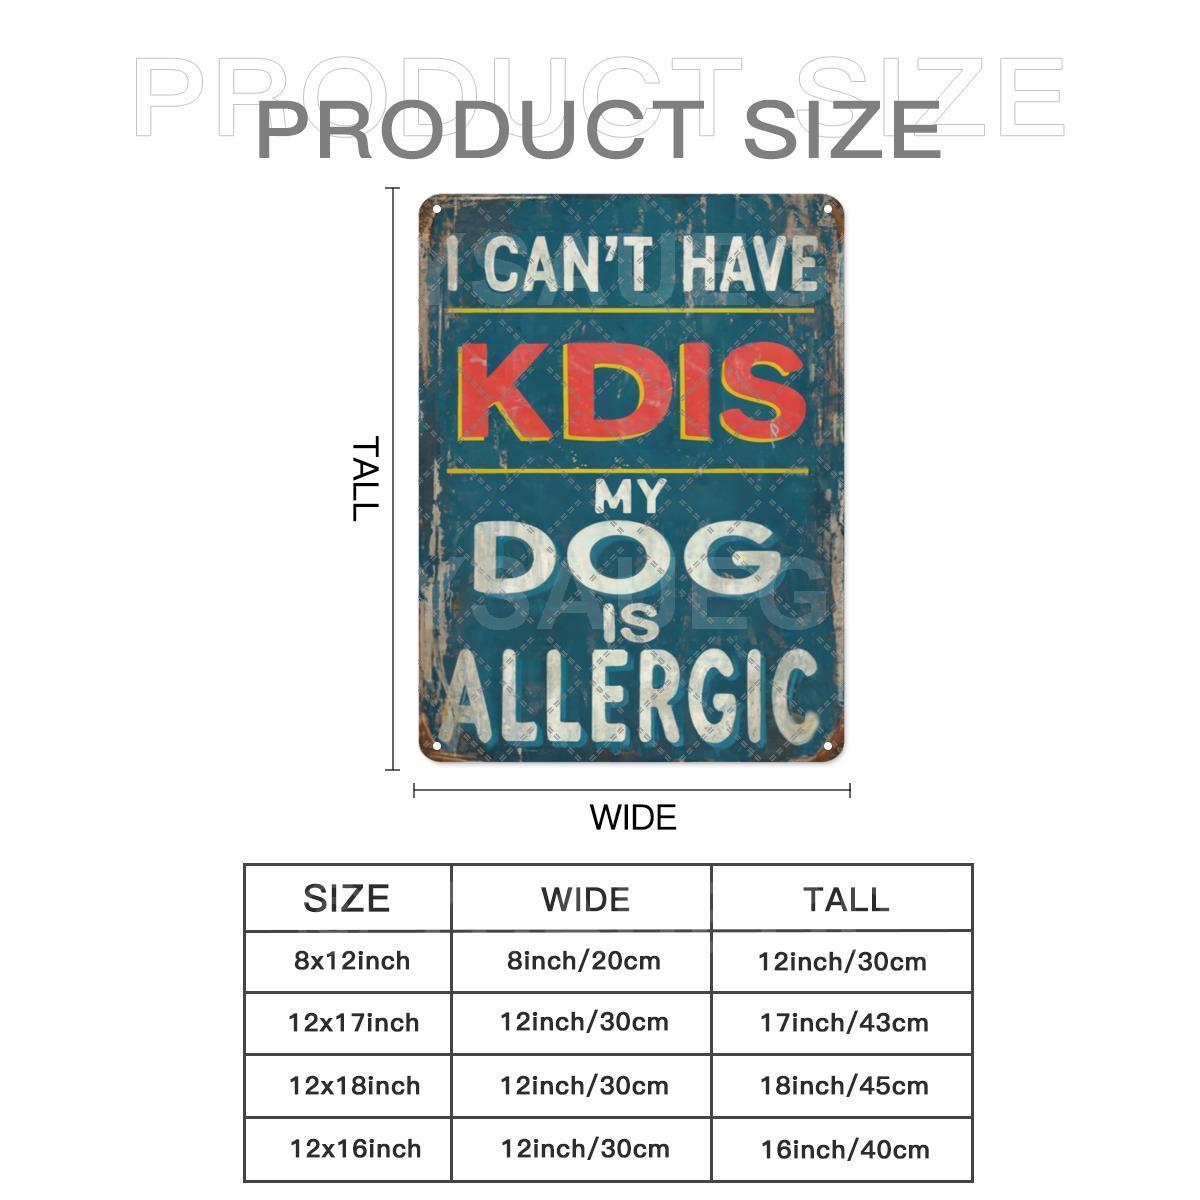 PRODUCT SIZE
PRODUCT SIZE
I CAN'T HAVE
KDIS
MY
DOG
IS
ALLERGIC
TALL
WIDE
SIZE WIDE TALL
8x12inch 8inch/20cm 12inch/30cm
12x17inch 12inch/30cm 17inch/43cm
12x18inch 12inch/30cm 18inch/45cm
12x16inch 12inch/30cm 16inch/40cm